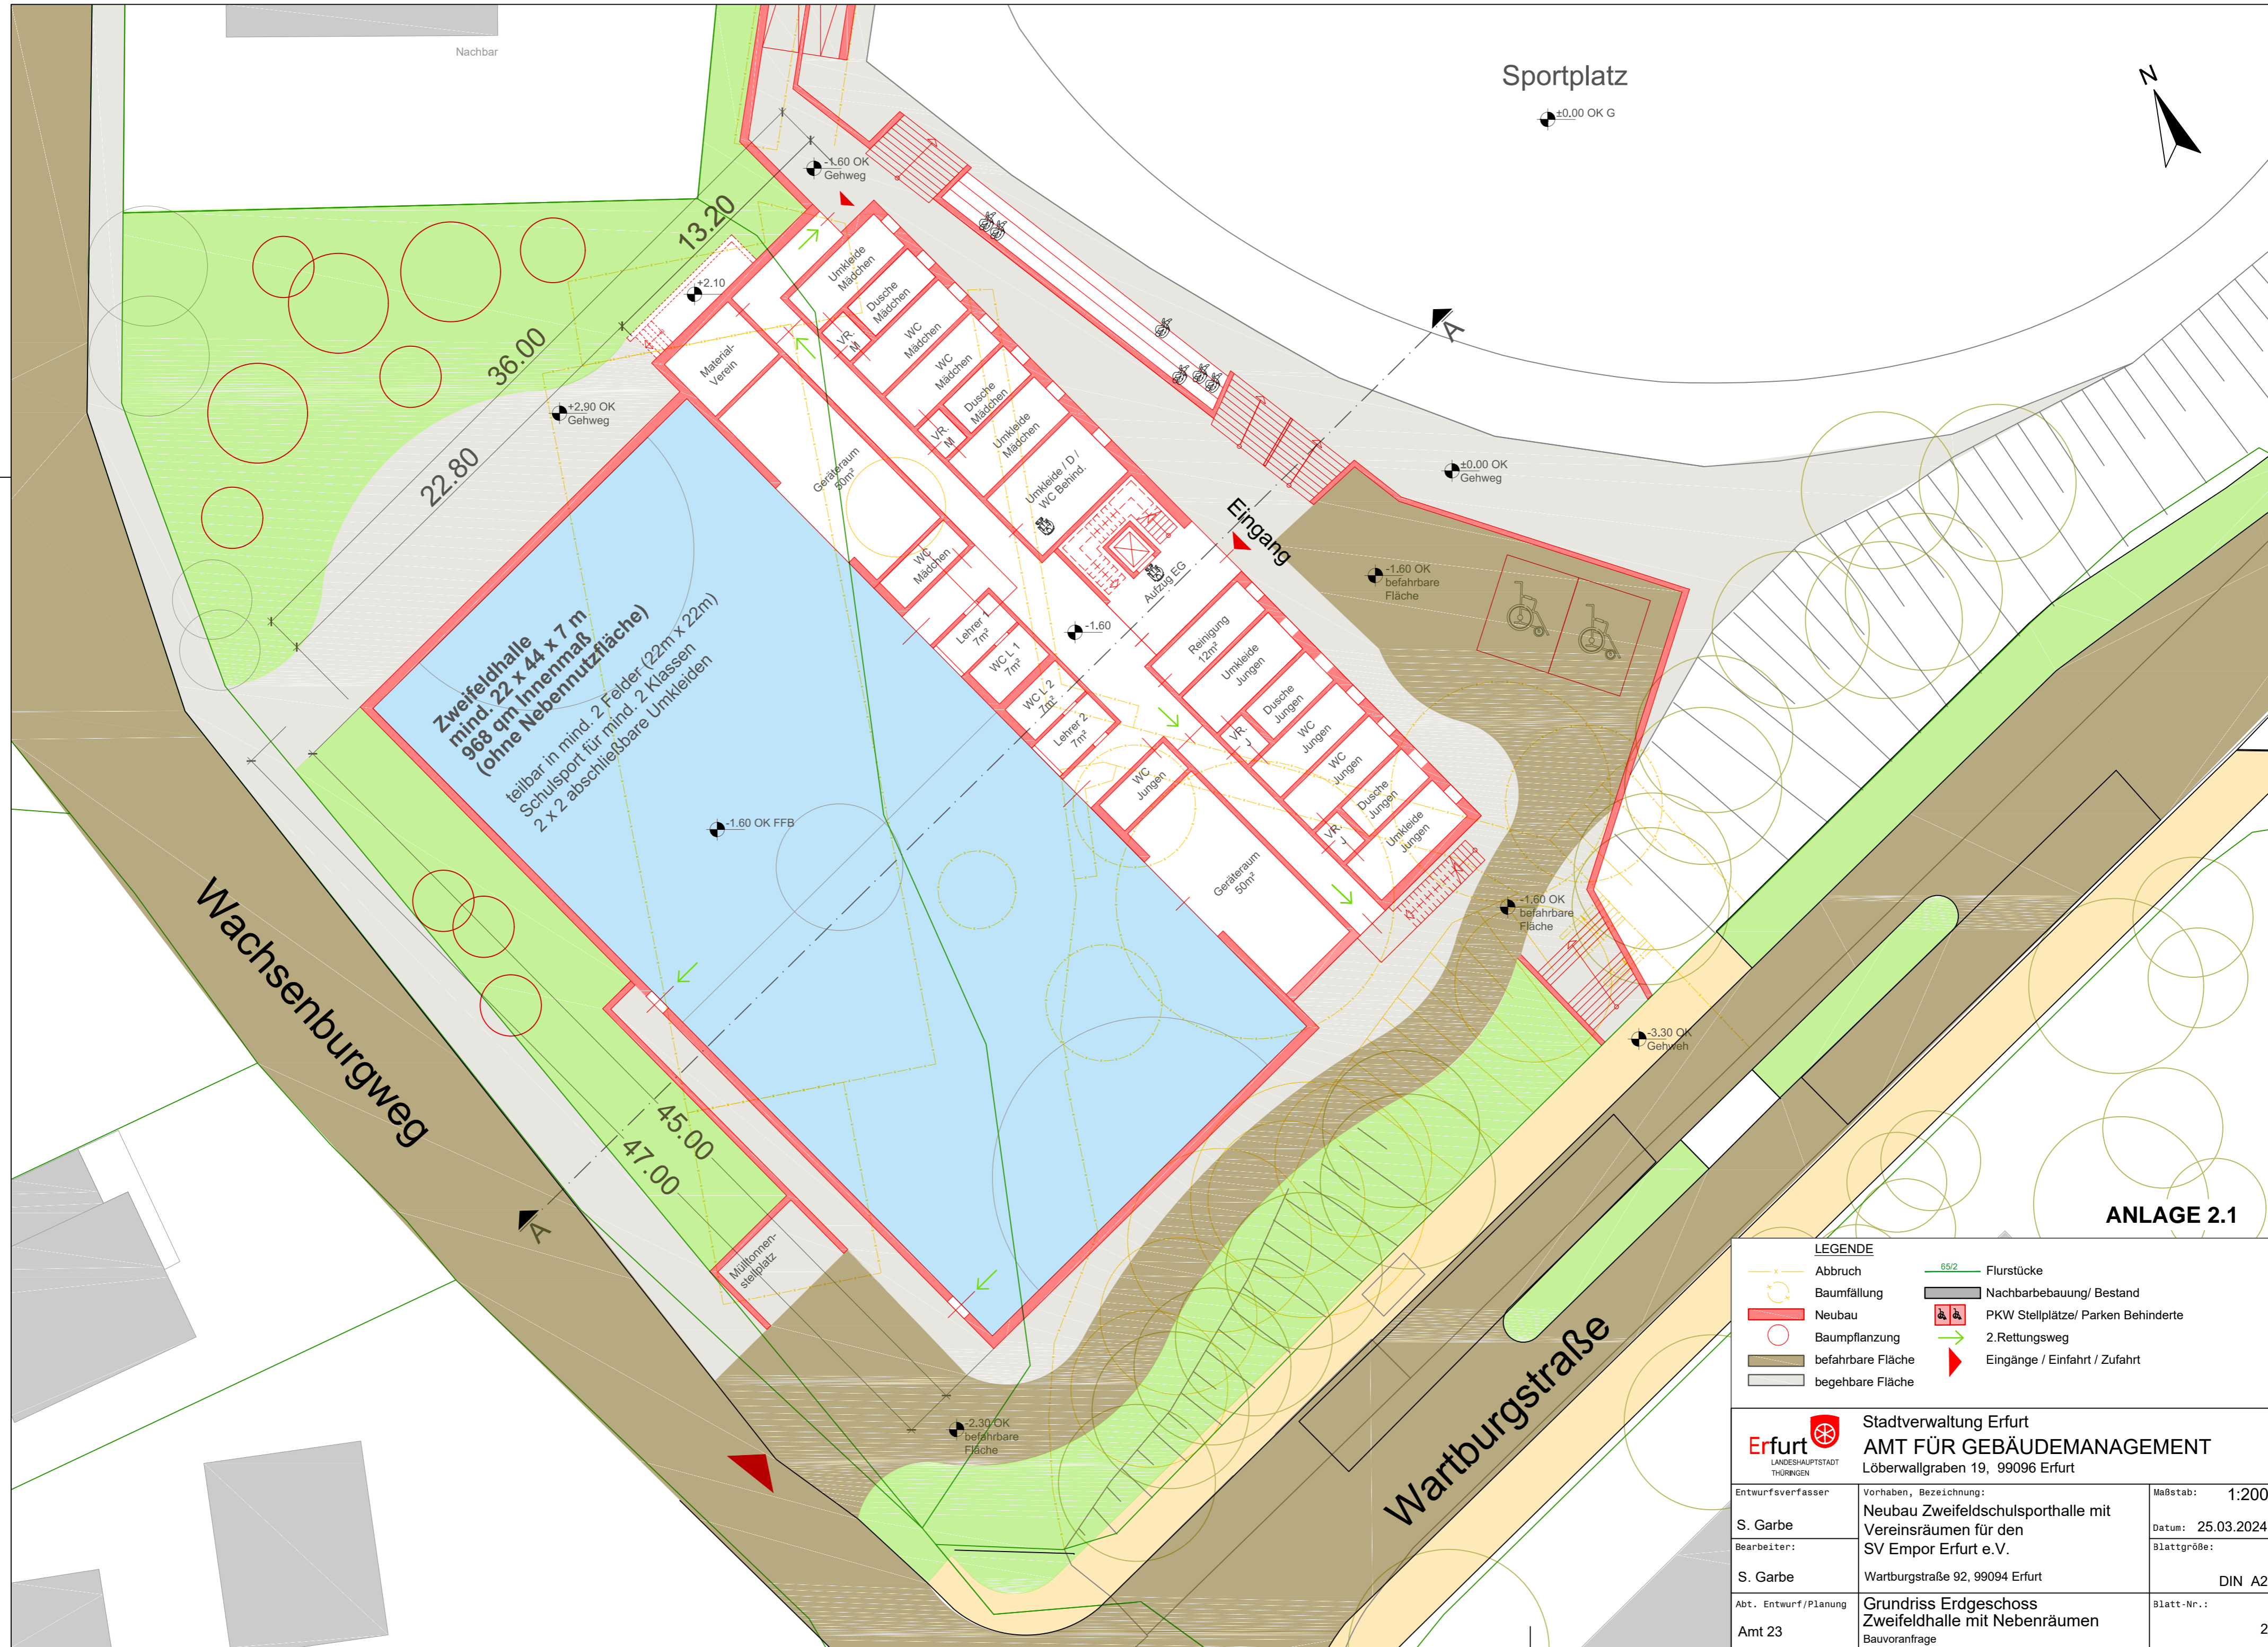 Nachbar
Sportplatz
±0.00 OK G
N
-1.60 OK
Gehweg
13.20
36.00
22.80
+2.10
+2.90 OK
Gehweg
Umkleide
Mädchen
Dusche
Mädchen
VR.
M
WC
Mädchen
WC
Mädchen
Dusche
Mädchen
VR.
M
Umkleide
Mädchen
Umkleide / D /
WC Behind.
Material-
Verein
Geräteraum
50m²
WC
Mädchen
Lehrer 1
7m²
WC L 1
7m²
WC L 2
7m²
Lehrer 2
7m²
WC
Jungen
Geräteraum
50m²
Aufzug EG
-1.60
Eingang
A
±0.00 OK
Gehweg
-1.60 OK
befahrbare
Fläche
Reinigung
12m²
Umkleide
Jungen
Dusche
Jungen
VR.
J
WC
Jungen
WC
Jungen
Dusche
Jungen
VR.
J
Umkleide
Jungen
-1.60 OK
befahrbare
Fläche
-3.30 OK
Gehweh
Zweifeldhalle
mind. 22 x 44 x 7 m
968 qm Innenmaß
(ohne Nebennutzfläche)
teilbar in mind. 2 Felder (22m x 22m)
Schulsport für mind. 2 Klassen
2 x 2 abschließbare Umkleiden
-1.60 OK FFB
Wachsenburgweg
45.00
47.00
A
Mülltonnen-
stellplatz
-2.30 OK
befahrbare
Fläche
Wartburgstraße
ANLAGE 2.1
LEGENDE
Abbruch
Baumfällung
Neubau
Baumpflanzung
befahrbare Fläche
begehbare Fläche
65/2
Flurstücke
Nachbarbebauung/ Bestand
PKW Stellplätze/ Parken Behinderte
2.Rettungsweg
Eingänge / Einfahrt / Zufahrt
Erfurt
LANDESHAUPTSTADT
THÜRINGEN
Stadtverwaltung Erfurt
AMT FÜR GEBÄUDEMANAGEMENT
Löberwallgraben 19, 99096 Erfurt
Entwurfsverfasser
S. Garbe
Bearbeiter:
S. Garbe
Abt. Entwurf/Planung
Amt 23
Vorhaben, Bezeichnung:
Neubau Zweifeldschulsporthalle mit
Vereinsräumen für den
SV Empor Erfurt e.V.
Wartburgstraße 92, 99094 Erfurt
Grundriss Erdgeschoss
Zweifeldhalle mit Nebenräumen
Bauvoranfrage
Maßstab: 1:200
Datum: 25.03.2024
Blattgröße:
DIN A2
Blatt-Nr.:
2